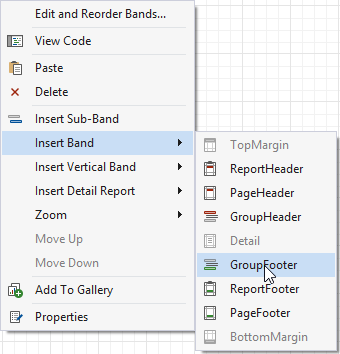 Edit and Reorder Bands...
View Code
Paste
Delete
Insert Sub-Band
Insert Band
Insert Vertical Band
Insert Detail Report
Zoom
Move Up
Move Down
Add To Gallery
Properties
TopMargin
ReportHeader
PageHeader
GroupHeader
Detail
GroupFooter
ReportFooter
PageFooter
BottomMargin